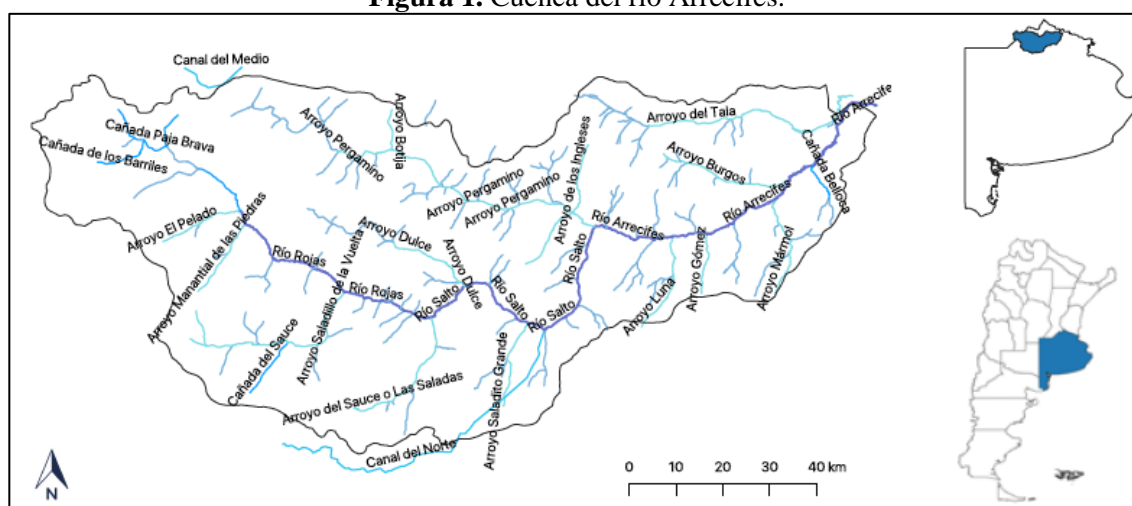 Figura 1. Cuenca del río Arrecifes.
Canal del Medio
Cañada Paja Brava
Cañada de los Barriles
Arroyo Pergamino
Arroyo Botija
Arroyo del Tala
Río Arrecife
Arroyo de los Ingleses
Arroyo Burgos
Cañada Bellosa
Arroyo Pergamino
Arroyo Pergamino
Río Arrecifes
Arroyo El Pelado
Arroyo Manantial de las Piedras
Arroyo Dulce
Río Arrecifes
Río Rojas
Arroyo Saladillo de la Vuelta
Arroyo Dulce
Río Salto
Arroyo Gómez
Arroyo Mármol
Río Rojas
Río Salto
Río Salto
Río Salto
Arroyo Luna
Cañada del Sauce
Arroyo del Sauce o Las Saladas
Arroyo Saladito Grande
Canal del Norte
N
0 10 20 30 40 km